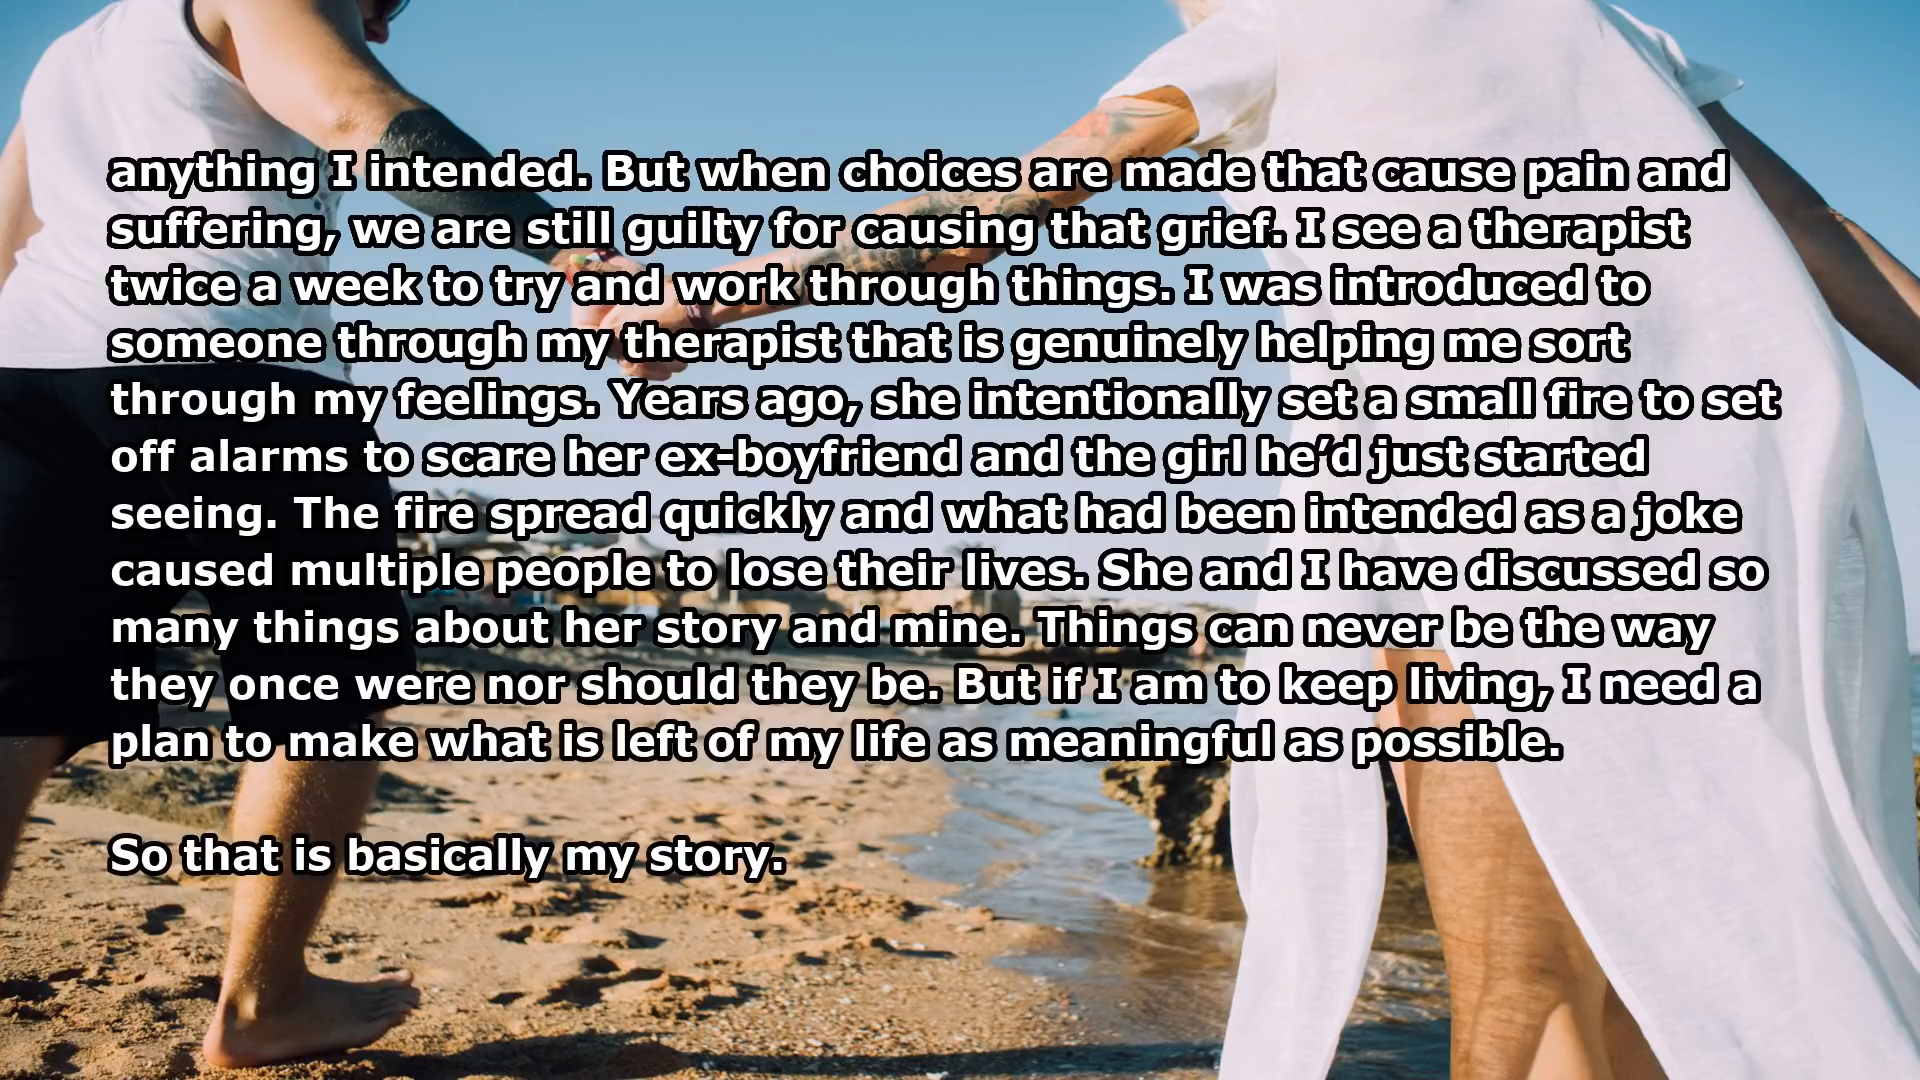 anything I intended. But when choices are made that cause pain and
suffering, we are still guilty for causing that grief. I see a therapist
twice a week to try and work through things. I was introduced to
someone through my therapist that is genuinely helping me sort
through my feelings. Years ago, she intentionally set a small fire to set
off alarms to scare her ex-boyfriend and the girl he’d just started
seeing. The fire spread quickly and what had been intended as a joke
caused multiple people to lose their lives. She and I have discussed so
many things about her story and mine. Things can never be the way
they once were nor should they be. But if I am to keep living, I need a
plan to make what is left of my life as meaningful as possible.
So that is basically my story.